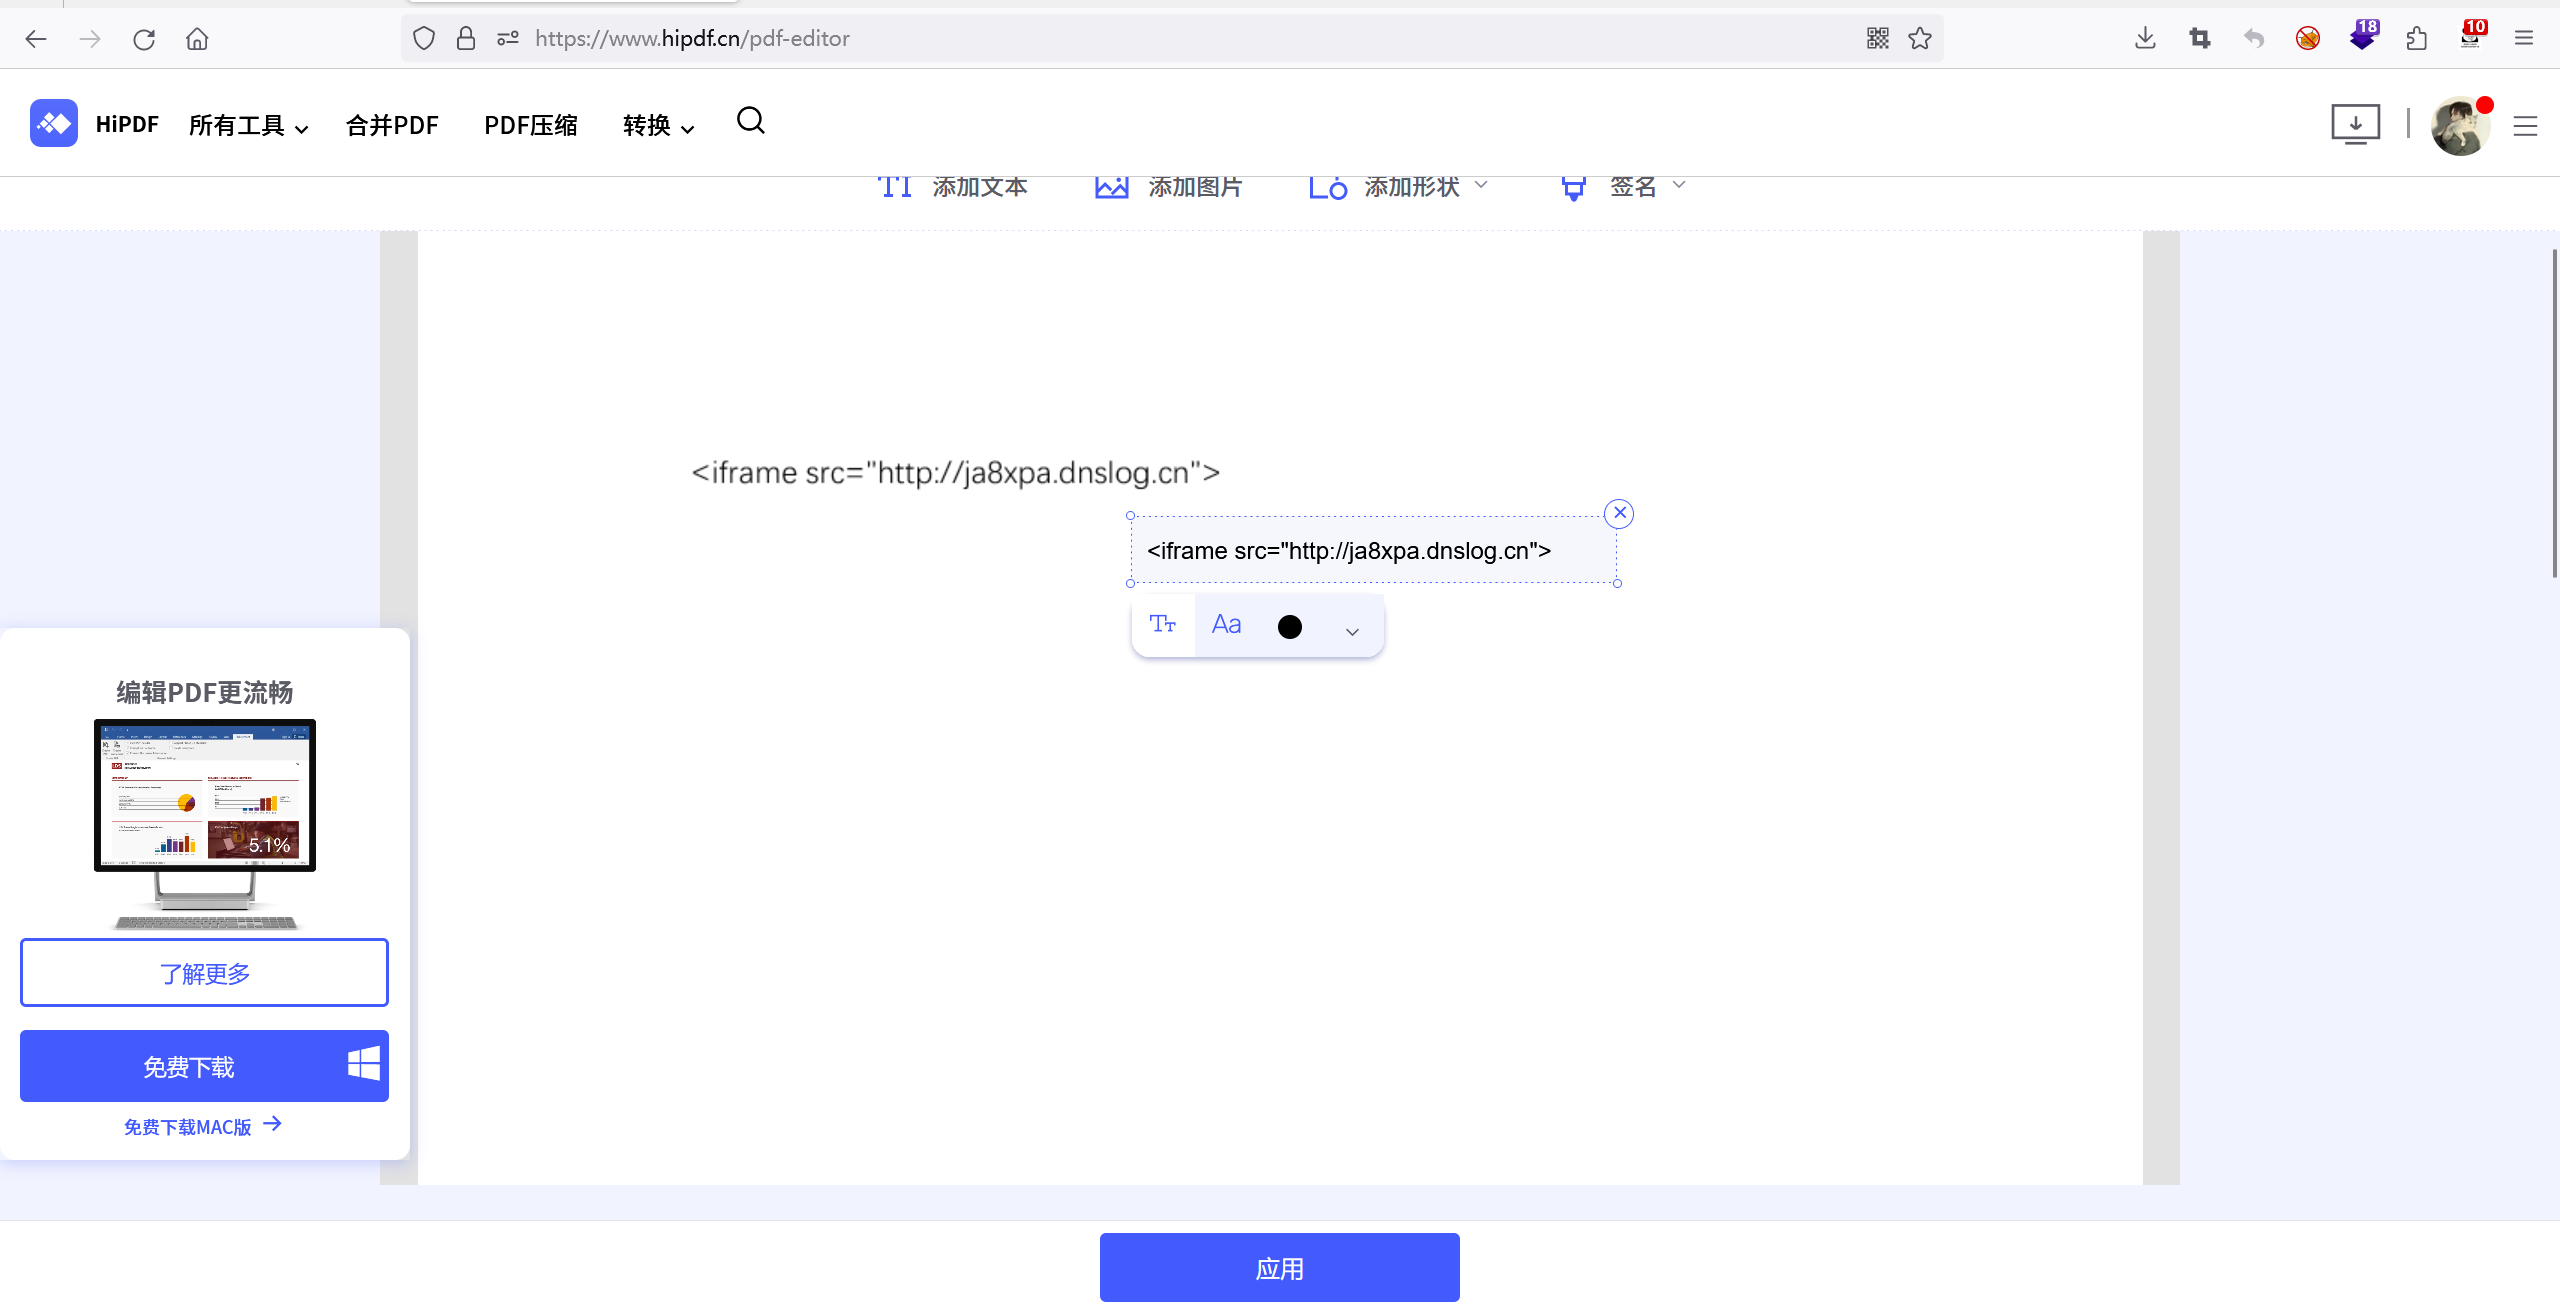 https://www.hipdf.cn/pdf-editor
18
10
HiPDF 所有工具 合并PDF PDF压缩 转换
添加文本 添加图片 添加形状 签名
<iframe src="http://ja8xpa.dnslog.cn">
<iframe src="http://ja8xpa.dnslog.cn">
Aa
编辑PDF更流畅
5.1%
了解更多
免费下载
免费下载MAC版
应用